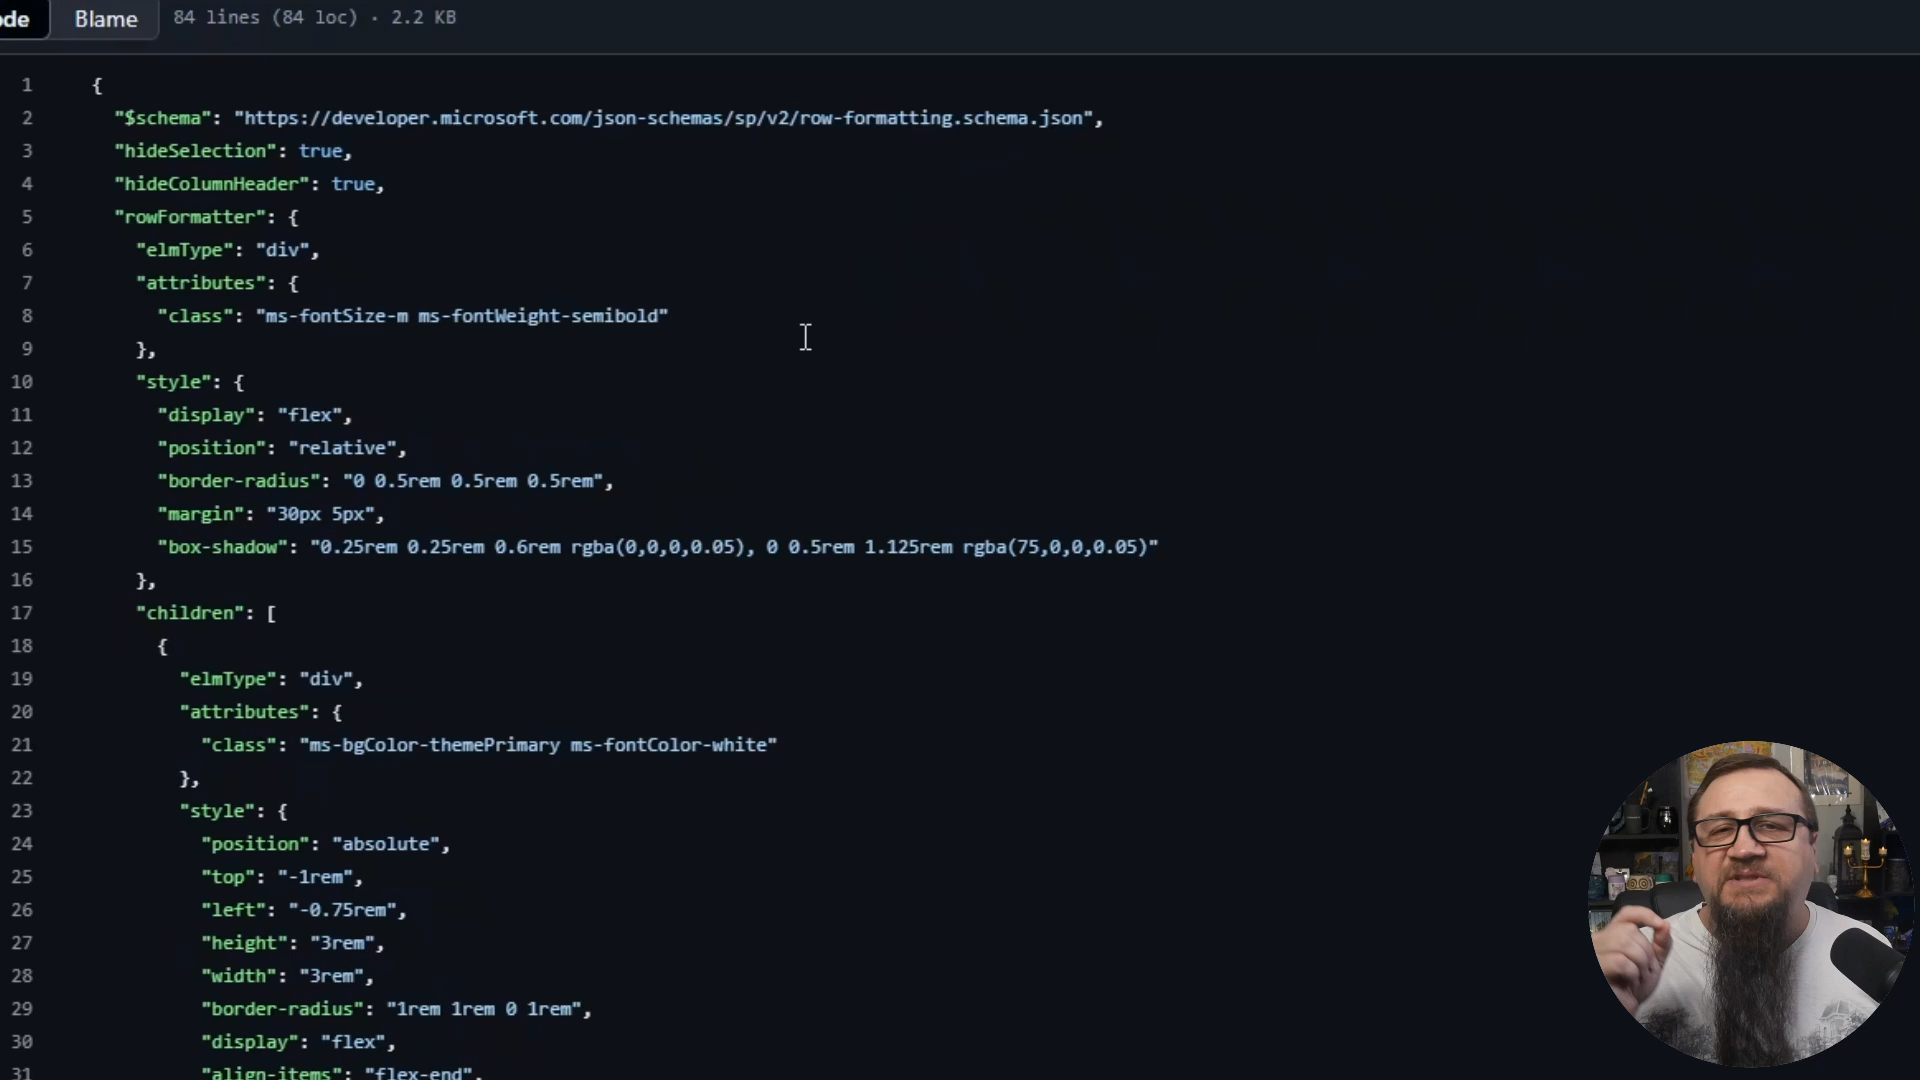 ode Blame 84 lines (84 loc) · 2.2 KB
1 {
2 "$schema": "https://developer.microsoft.com/json-schemas/sp/v2/row-formatting.schema.json",
3 "hideSelection": true,
4 "hideColumnHeader": true,
5 "rowFormatter": {
6 "elmType": "div",
7 "attributes": {
8 "class": "ms-fontSize-m ms-fontWeight-semibold"
9 },
10 "style": {
11 "display": "flex",
12 "position": "relative",
13 "border-radius": "0 0.5rem 0.5rem 0.5rem",
14 "margin": "30px 5px",
15 "box-shadow": "0.25rem 0.25rem 0.6rem rgba(0,0,0,0.05), 0 0.5rem 1.125rem rgba(75,0,0,0.05)"
16 },
17 "children": [
18 {
19 "elmType": "div",
20 "attributes": {
21 "class": "ms-bgColor-themePrimary ms-fontColor-white"
22 },
23 "style": {
24 "position": "absolute",
25 "top": "-1rem",
26 "left": "-0.75rem",
27 "height": "3rem",
28 "width": "3rem",
29 "border-radius": "1rem 1rem 0 1rem",
30 "display": "flex",
31 "align-items": "flex-end",